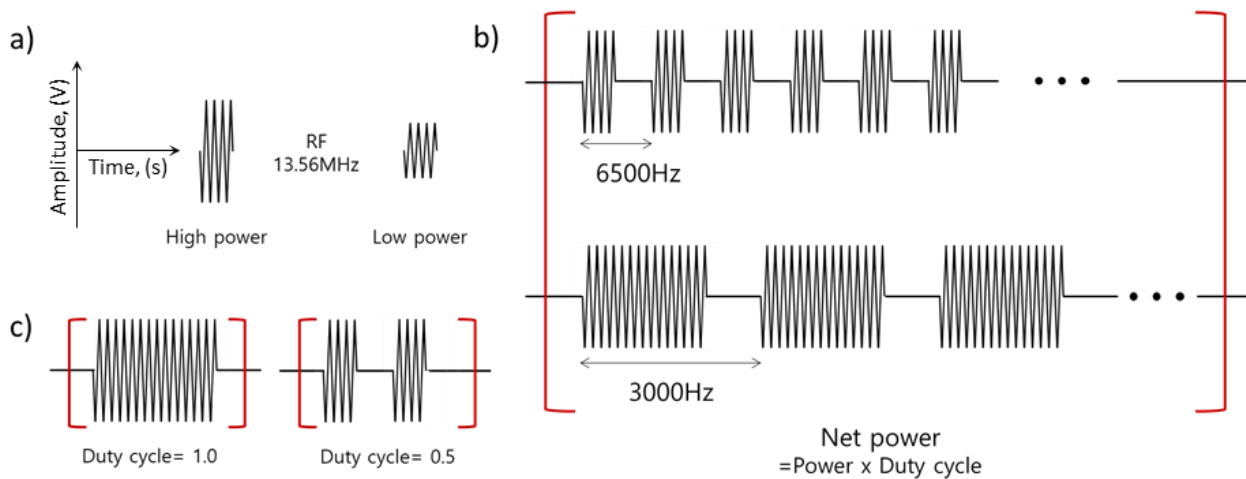 a)
Amplitude, (V)
Time, (s)
RF
13.56MHz
High power
Low power
b)
6500Hz
3000Hz
Net power
=Power x Duty cycle
c)
Duty cycle= 1.0
Duty cycle= 0.5